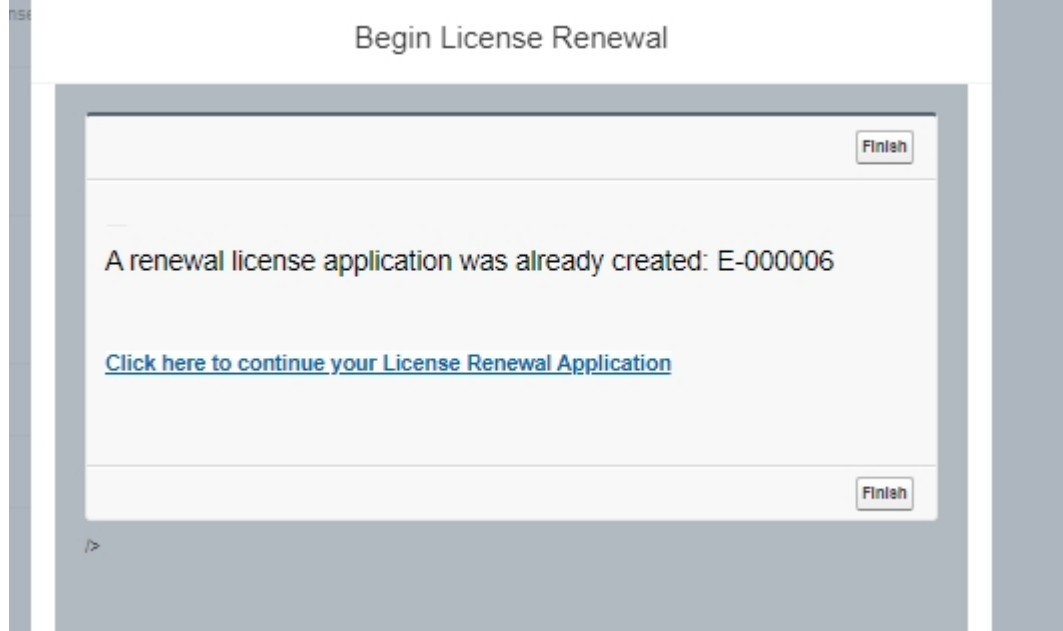 Begin License Renewal
Finish
A renewal license application was already created: E-000006
Click here to continue your License Renewal Application
Finish
/>